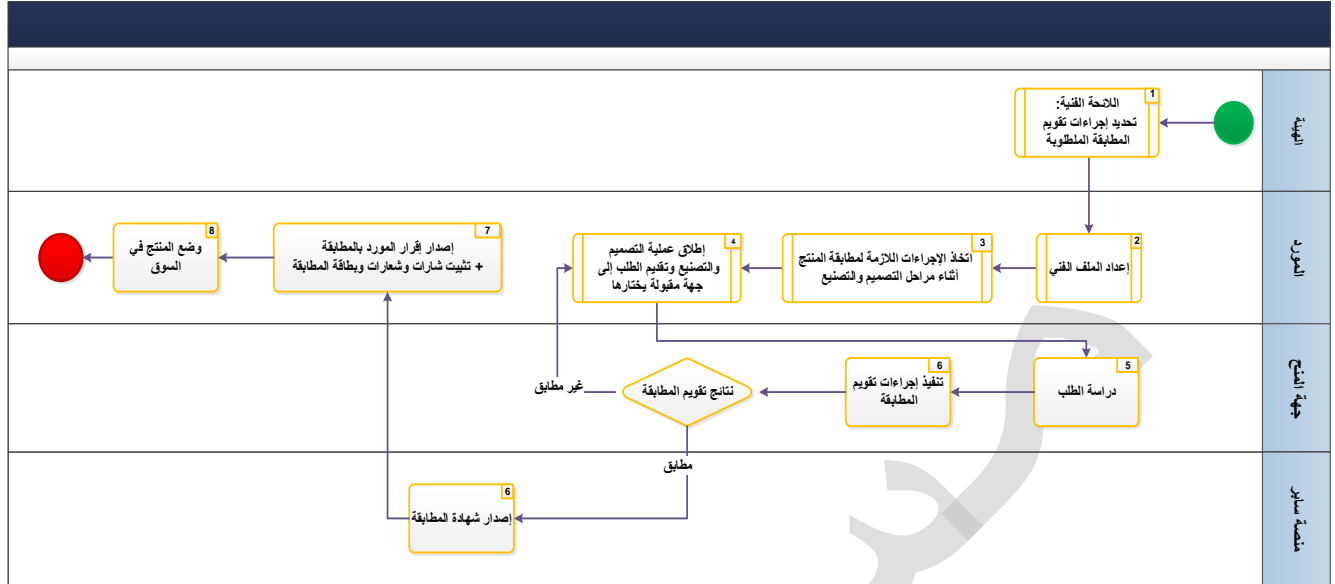 الهيئة
1
اللائحة الفنية:
تحديد إجراءات تقويم
المطابقة الملطلوبة
المورد
2
إعداد الملف الفني
3
اتخاذ الإجراءات اللازمة لمطابقة المنتج
أثناء مراحل التصميم والتصنيع
4
إطلاق عملية التصميم
والتصنيع وتقديم الطلب إلى
جهة مقبولة يختارها
7
إصدار إقرار المورد بالمطابقة
+ تثبيت شارات وشعارات وبطاقة المطابقة
8
وضع المنتج في
السوق
جهة المنح
5
دراسة الطلب
6
تنفيذ إجراءات تقويم
المطابقة
نتائج تقويم المطابقة
غير مطابق
مطابق
منصة سابر
6
إصدار شهادة المطابقة